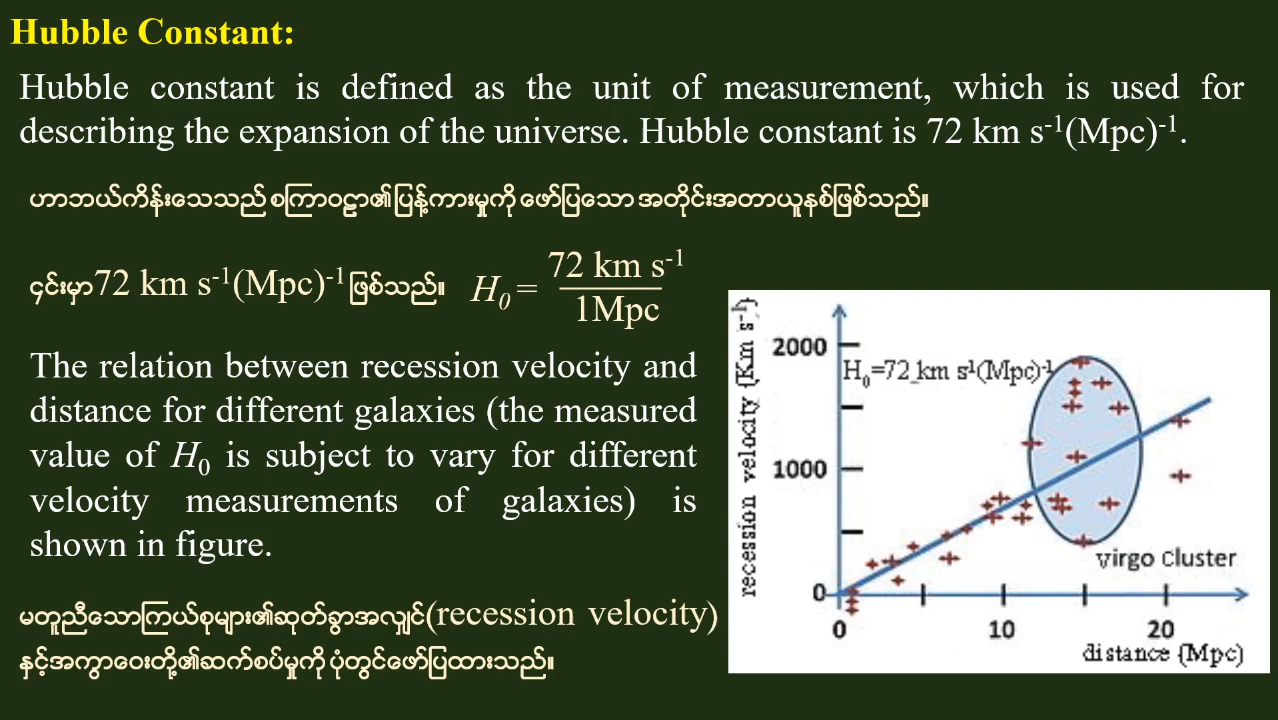 Hubble Constant:
Hubble constant is defined as the unit of measurement, which is used for
describing the expansion of the universe. Hubble constant is 72 km s⁻¹(Mpc)⁻¹.
ဟာဘယ်ကိန်းသေသည် စကြာဝဠာ၏ပြန့်ကားမှုကို ဖော်ပြသော အတိုင်းအတာယူနစ်ဖြစ်သည်။
၄င်းမှာ72 km s⁻¹(Mpc)⁻¹ဖြစ်သည်။ H₀ = 72 km s⁻¹
1Mpc
The relation between recession velocity and
distance for different galaxies (the measured
value of H₀ is subject to vary for different
velocity measurements of galaxies) is
shown in figure.
မတူညီသောကြယ်စုများ၏ဆုတ်ခွာအလျှင်(recession velocity)
နှင့်အကွာဝေးတို့၏ဆက်စပ်မှုကို ပုံတွင်ဖော်ပြထားသည်။
recession velocity (Km s⁻¹)
2000
H₀=72 km s¹(Mpc)⁻¹
1000
virgo cluster
0
0 10 20
distance (Mpc)